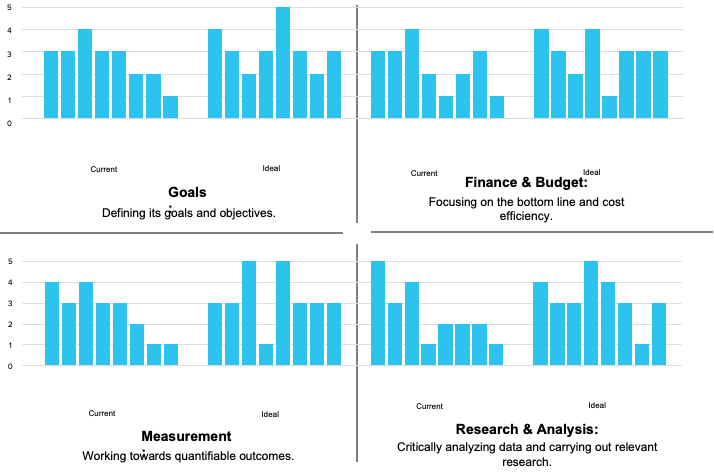 5
4
3
2
1
0
Current
Ideal
Goals
Defining its goals and objectives.
Current
Ideal
Finance & Budget:
Focusing on the bottom line and cost
efficiency.
5
4
3
2
1
0
Current
Ideal
Measurement
Working towards quantifiable outcomes.
Current
Ideal
Research & Analysis:
Critically analyzing data and carrying out relevant
research.